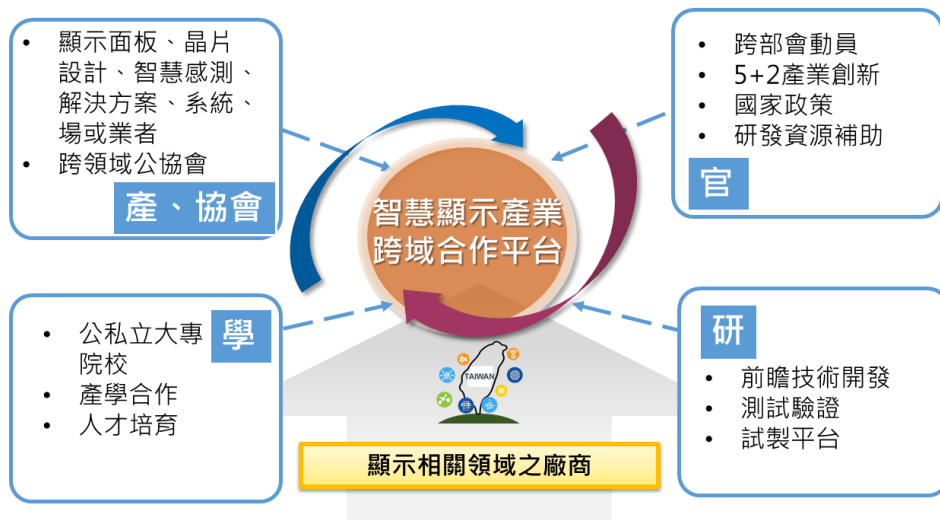 • 顯示面板、晶片
設計、智慧感測、
解決方案、系統、
場或業者
• 跨領域公協會
產、協會
• 跨部會動員
• 5+2產業創新
• 國家政策
• 研發資源補助
官
智慧顯示產業
跨域合作平台
學
• 公私立大專
院校
• 產學合作
• 人才培育
研
• 前瞻技術開發
• 測試驗證
• 試製平台
TAIWAN
顯示相關領域之廠商